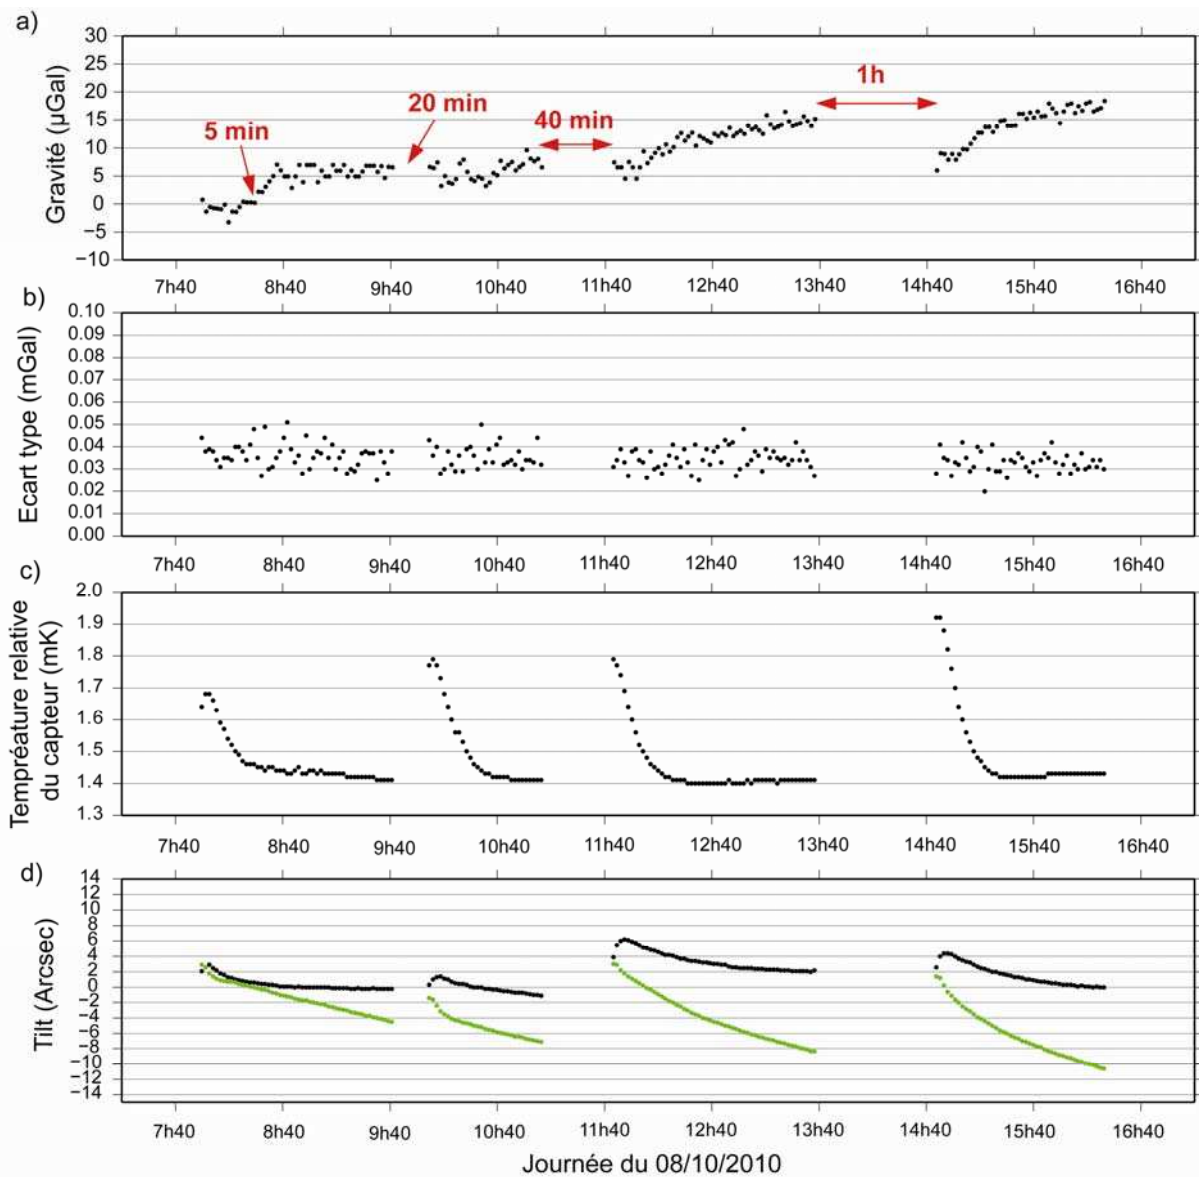 a)
Gravité (µGal)
30
25
20
15
10
5
0
−5
−10
5 min
20 min
40 min
1h
7h40 8h40 9h40 10h40 11h40 12h40 13h40 14h40 15h40 16h40
b)
Ecart type (mGal)
0.10
0.09
0.08
0.07
0.06
0.05
0.04
0.03
0.02
0.01
0.00
7h40 8h40 9h40 10h40 11h40 12h40 13h40 14h40 15h40 16h40
c)
Tempréature relative
du capteur (mK)
2.0
1.9
1.8
1.7
1.6
1.5
1.4
1.3
7h40 8h40 9h40 10h40 11h40 12h40 13h40 14h40 15h40 16h40
d)
Tilt (Arcsec)
14
12
10
8
6
4
2
0
−2
−4
−6
−8
−10
−12
−14
7h40 8h40 9h40 10h40 11h40 12h40 13h40 14h40 15h40 16h40
Journée du 08/10/2010